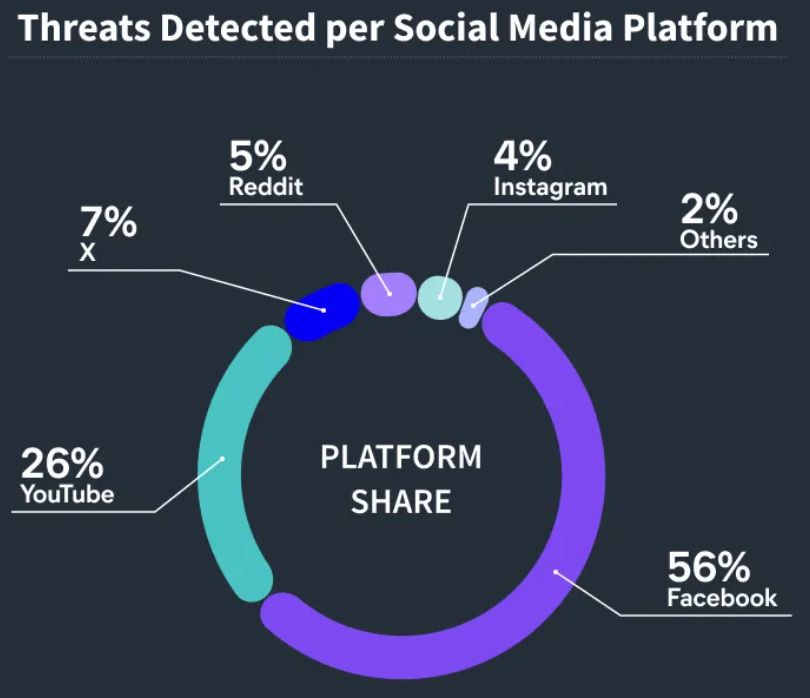 Threats Detected per Social Media Platform
5%
Reddit
4%
Instagram
7%
X
2%
Others
26%
YouTube
PLATFORM
SHARE
56%
Facebook